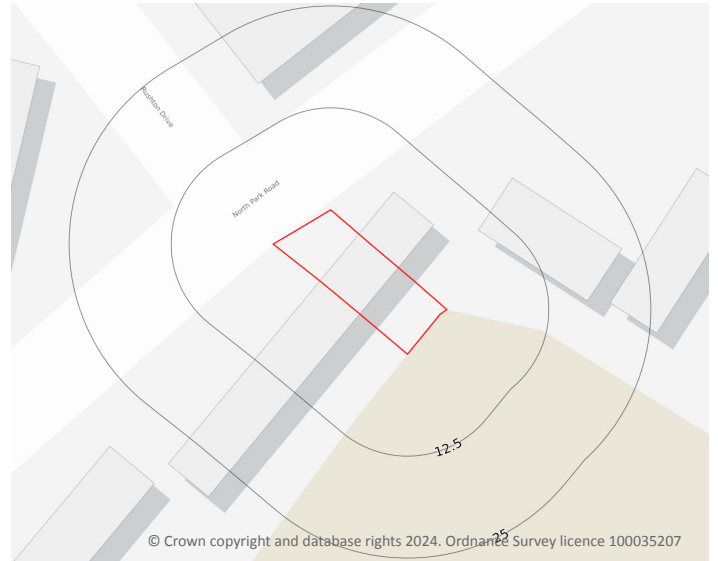 Rushton Drive
North Park Road
12.5
25
© Crown copyright and database rights 2024. Ordnance Survey licence 100035207